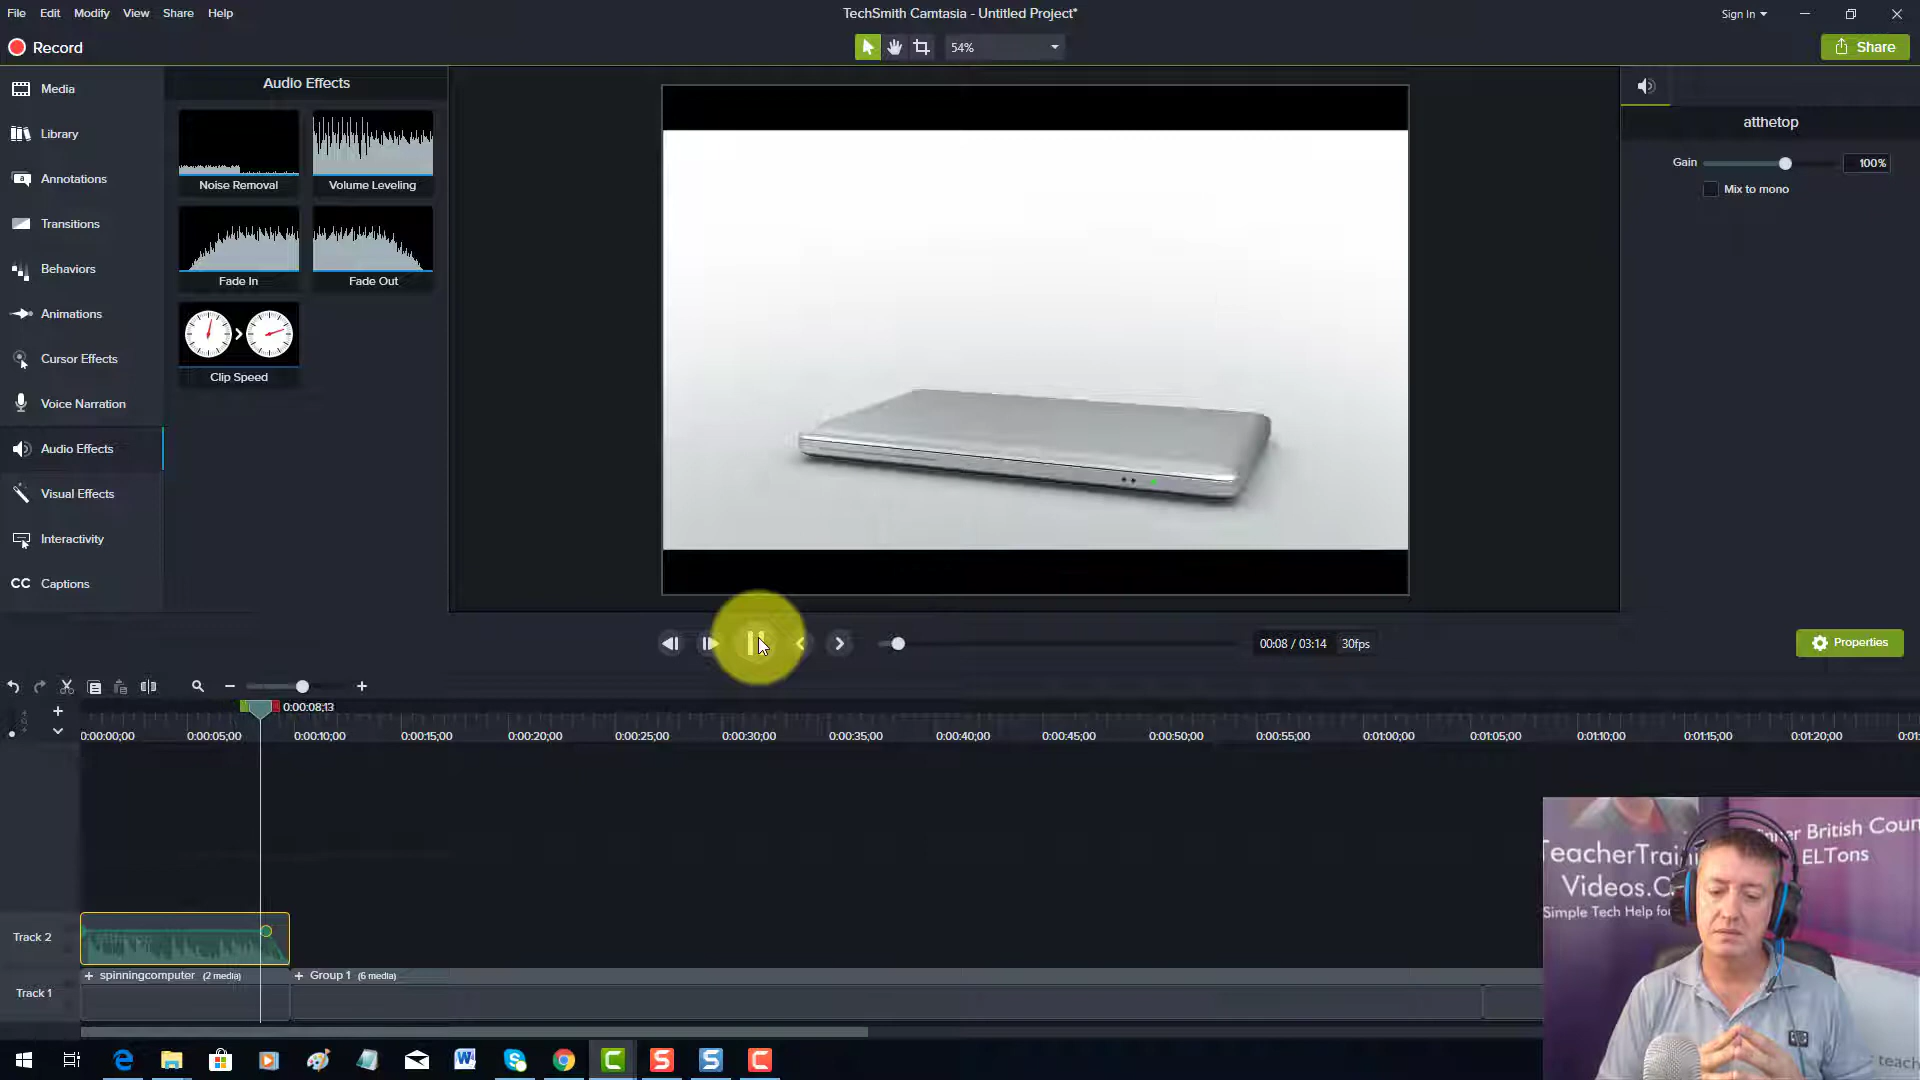 File Edit Modify View Share Help
TechSmith Camtasia - Untitled Project*
Sign In
Record
54%
Share
Media
Library
Annotations
Transitions
Behaviors
Animations
Cursor Effects
Voice Narration
Audio Effects
Visual Effects
Interactivity
CC Captions
Audio Effects
Noise Removal
Volume Leveling
Fade In
Fade Out
Clip Speed
atthetop
Gain 100%
Mix to mono
00:08 / 03:14 30fps
Properties
0:00:08;13
0:00:00;00 0:00:05;00 0:00:10;00 0:00:15;00 0:00:20;00 0:00:25;00 0:00:30;00 0:00:35;00 0:00:40;00 0:00:45;00 0:00:50;00 0:00:55;00 0:01:00;00 0:01:05;00 0:01:10;00 0:01:15;00 0:01:20;00 0:01:
Track 2
+ spinningcomputer (2 media) + Group 1 (6 media)
Track 1
British Coun
ELTons
TeacherTraini
Videos.C
Simple Tech Help fo
teache